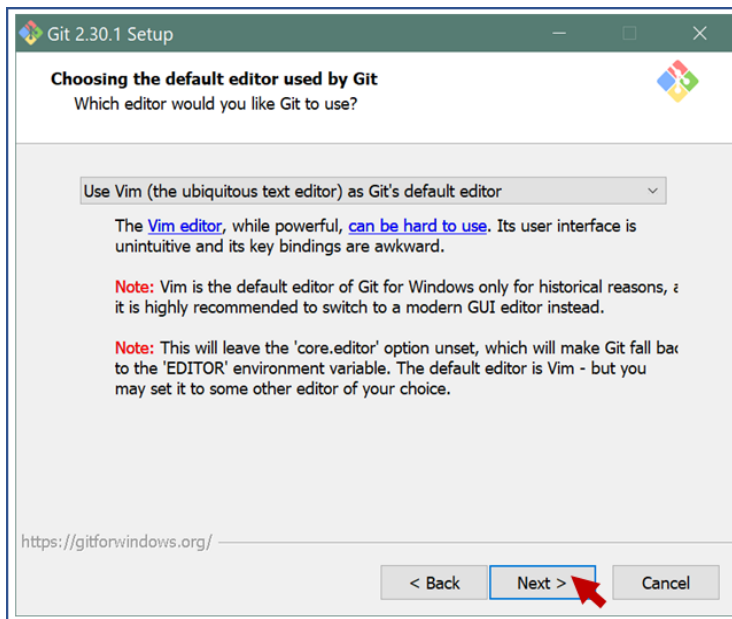 Git 2.30.1 Setup
Choosing the default editor used by Git
Which editor would you like Git to use?
Use Vim (the ubiquitous text editor) as Git's default editor
The Vim editor, while powerful, can be hard to use. Its user interface is
unintuitive and its key bindings are awkward.
Note: Vim is the default editor of Git for Windows only for historical reasons,
it is highly recommended to switch to a modern GUI editor instead.
Note: This will leave the 'core.editor' option unset, which will make Git fall
to the 'EDITOR' environment variable. The default editor is Vim - but you
may set it to some other editor of your choice.
https://gitforwindows.org/
< Back Next > Cancel